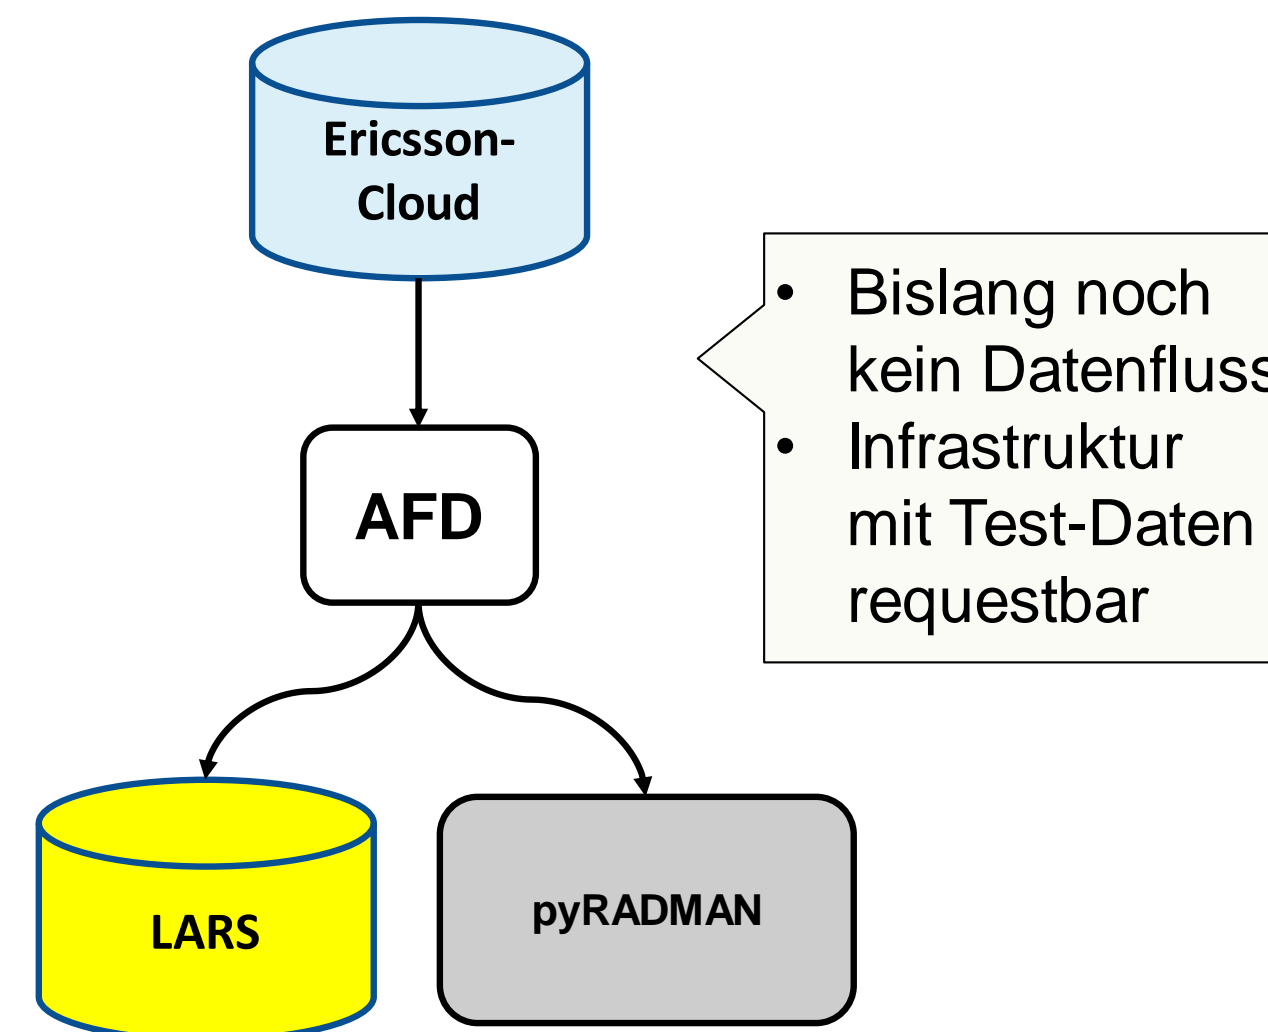 Ericsson-
Cloud
• Bislang noch
kein Datenfluss
• Infrastruktur
mit Test-Daten
requestbar
AFD
LARS
pyRADMAN